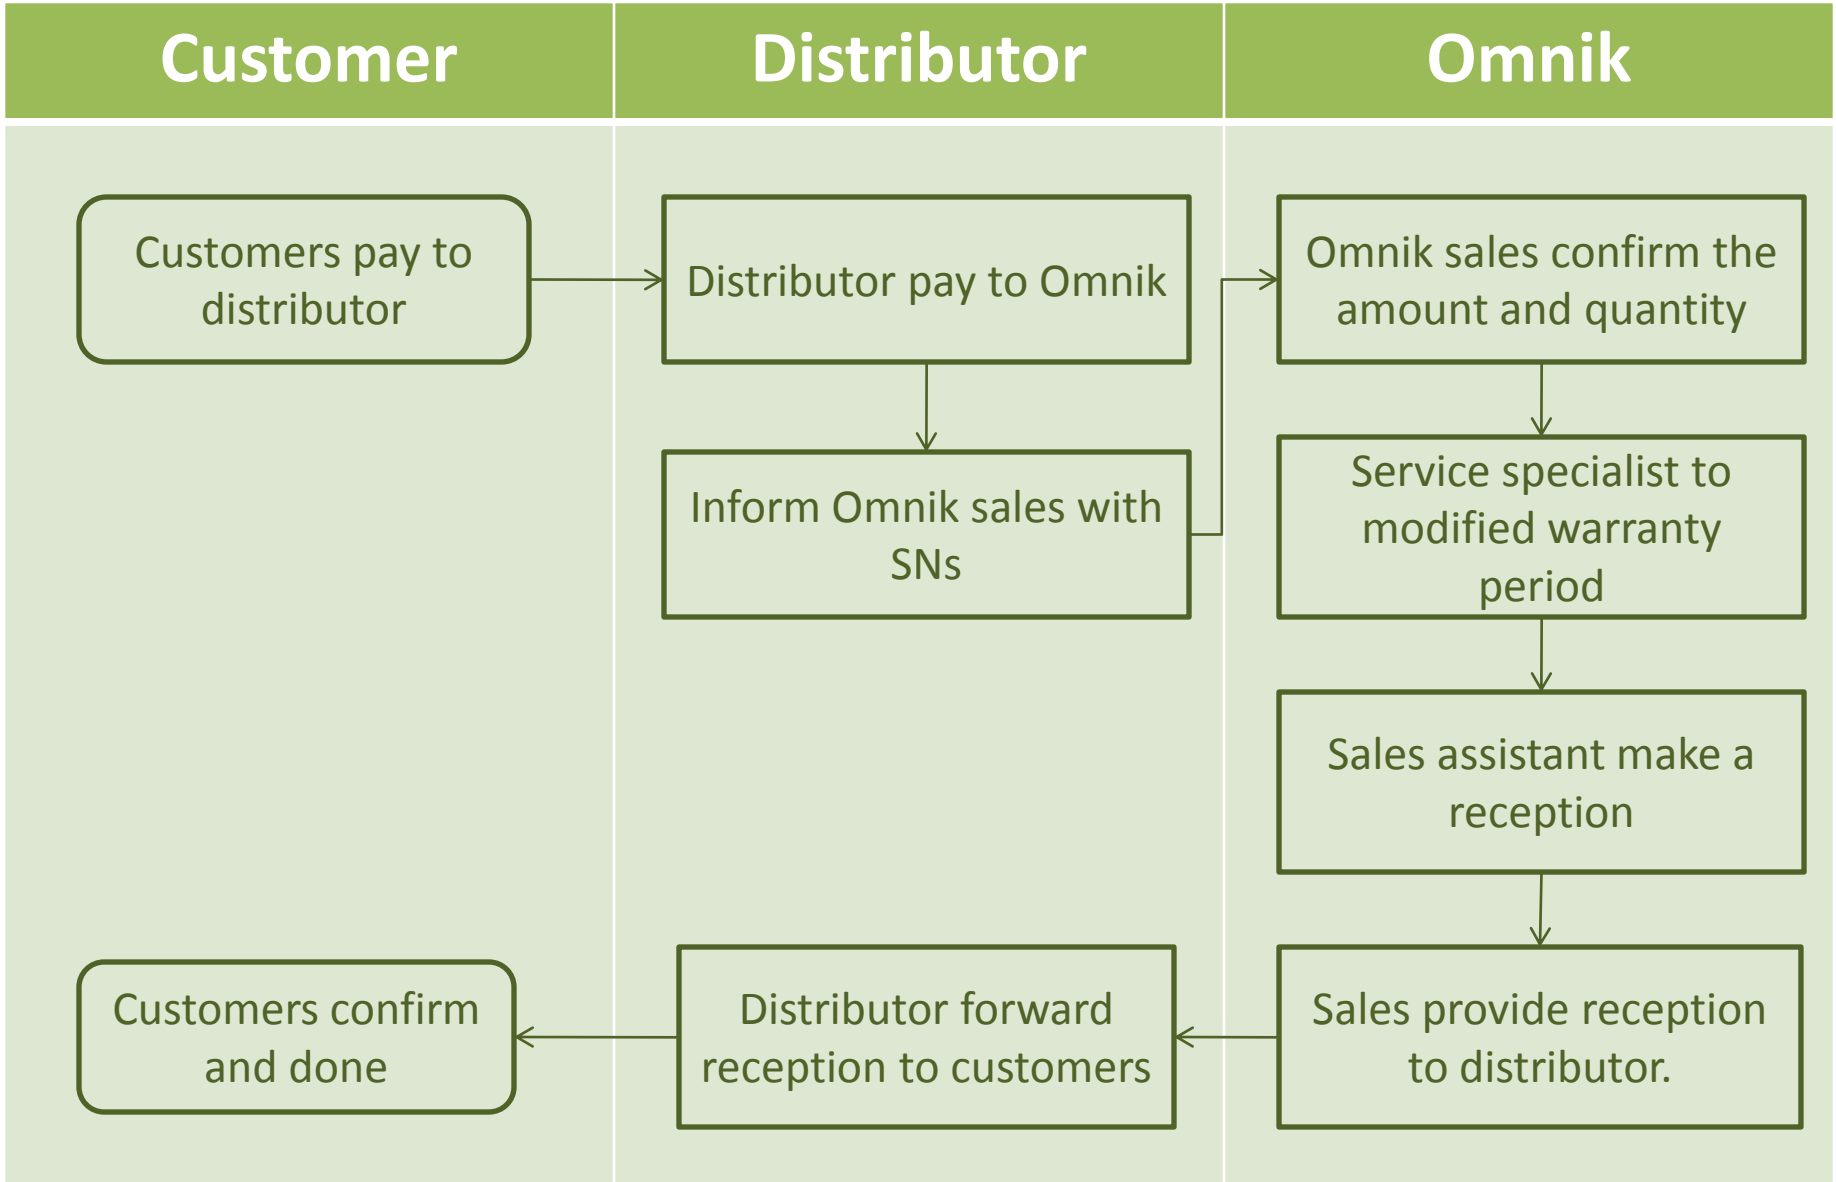 Customer
Distributor
Omnik
Customers pay to
distributor
Distributor pay to Omnik
Omnik sales confirm the
amount and quantity
Inform Omnik sales with
SNs
Service specialist to
modified warranty
period
Sales assistant make a
reception
Customers confirm
and done
Distributor forward
reception to customers
Sales provide reception
to distributor.